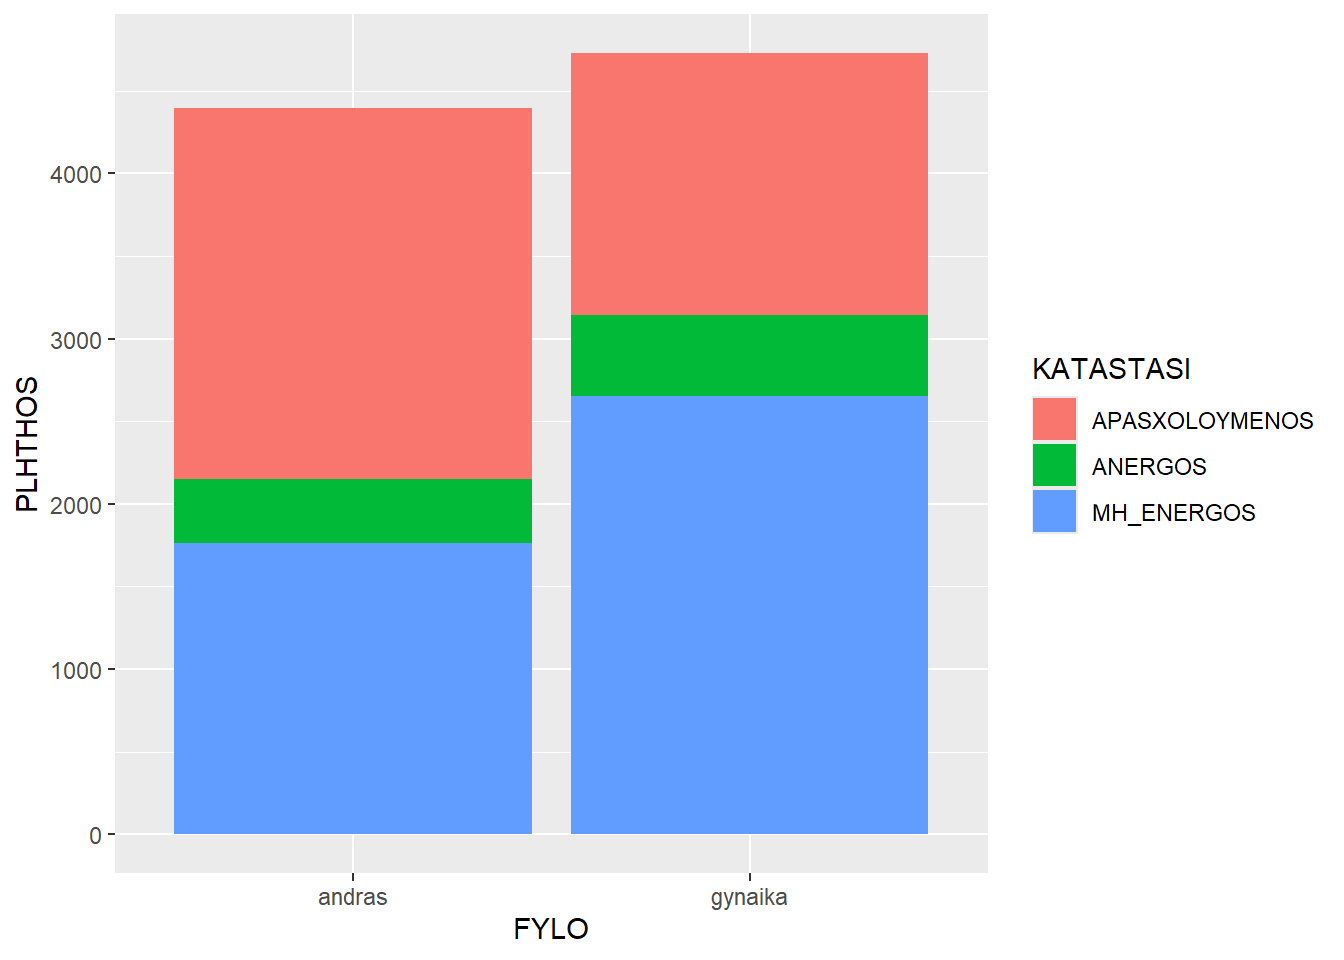 PLHTHOS
4000
3000
2000
1000
0
andras
gynaika
FYLO
KATASTASI
APASXOLOYMENOS
ANERGOS
MH_ENERGOS